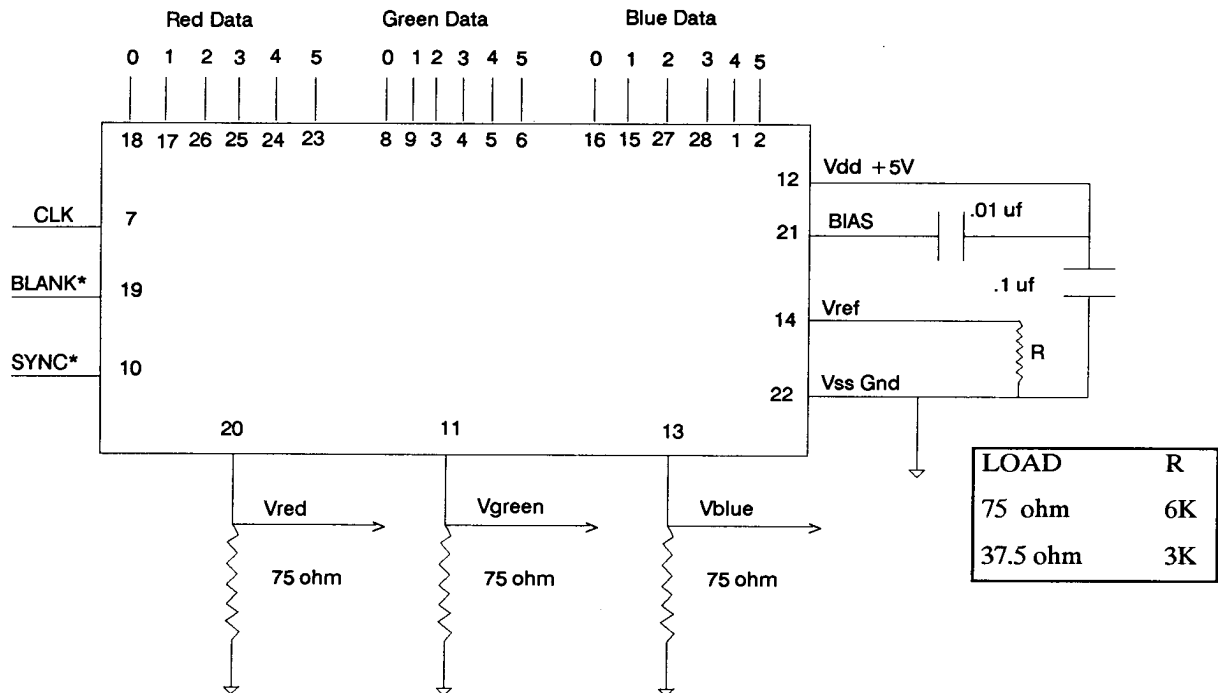 Red Data Green Data Blue Data
0 1 2 3 4 5 0 1 2 3 4 5 0 1 2 3 4 5
18 17 26 25 24 23 8 9 3 4 5 6 16 15 27 28 1 2
12 Vdd +5V
CLK 7
21 BIAS .01 uf
BLANK* 19
.1 uf
14 Vref
R
SYNC* 10
22 Vss Gnd
20 11 13
Vred Vgreen Vblue
75 ohm 75 ohm 75 ohm
LOAD R
75 ohm 6K
37.5 ohm 3K